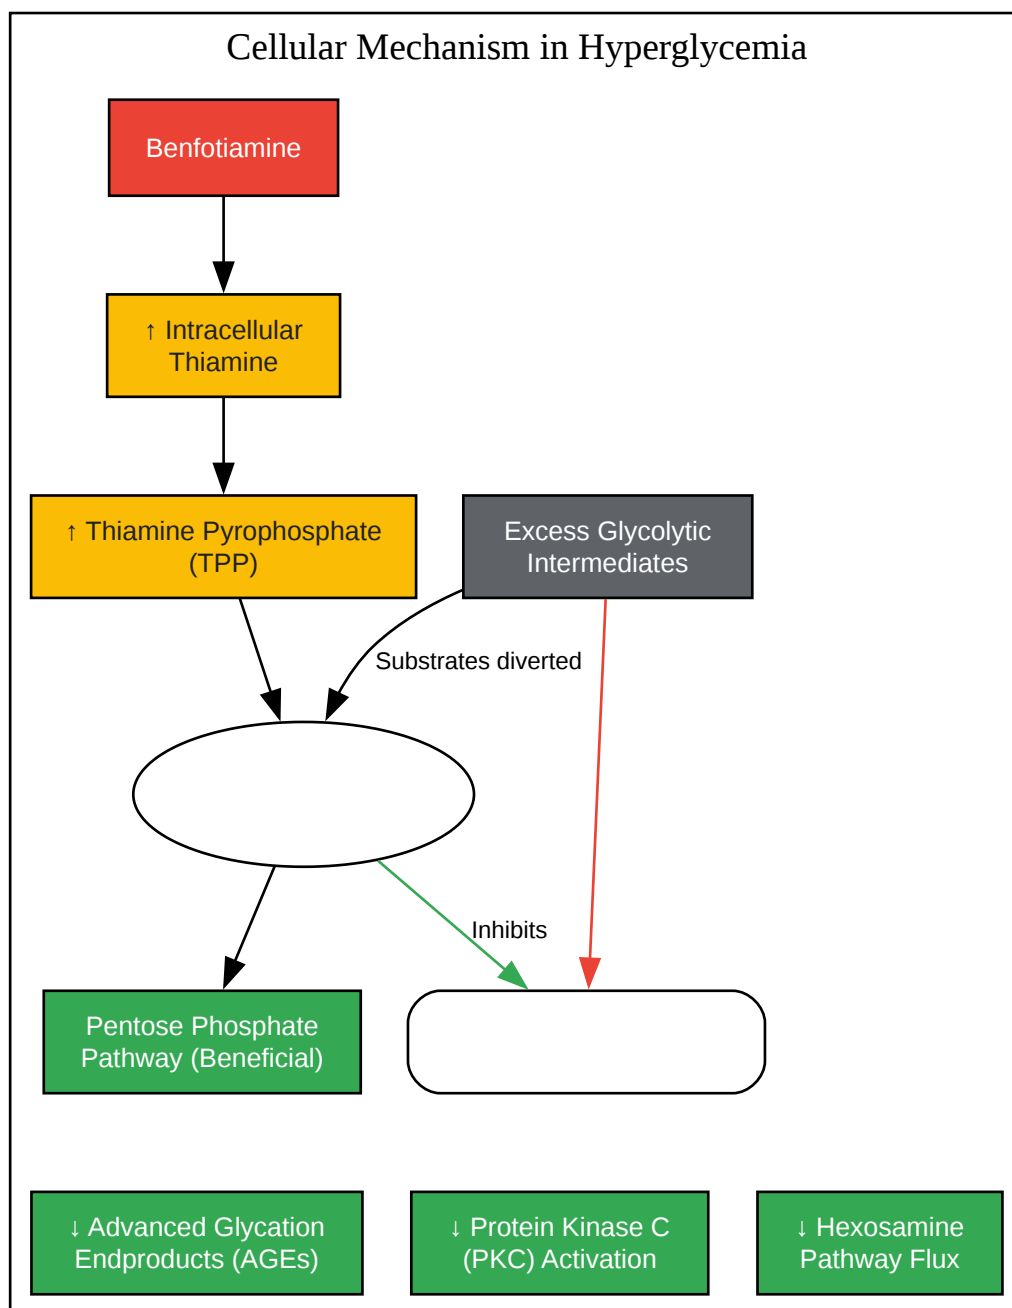 Cellular Mechanism in Hyperglycemia
Benfotiamine
↑ Intracellular
Thiamine
↑ Thiamine Pyrophosphate
(TPP)
Excess Glycolytic
Intermediates
Substrates diverted
Inhibits
Pentose Phosphate
Pathway (Beneficial)
↓ Advanced Glycation
Endproducts (AGEs)
↓ Protein Kinase C
(PKC) Activation
↓ Hexosamine
Pathway Flux